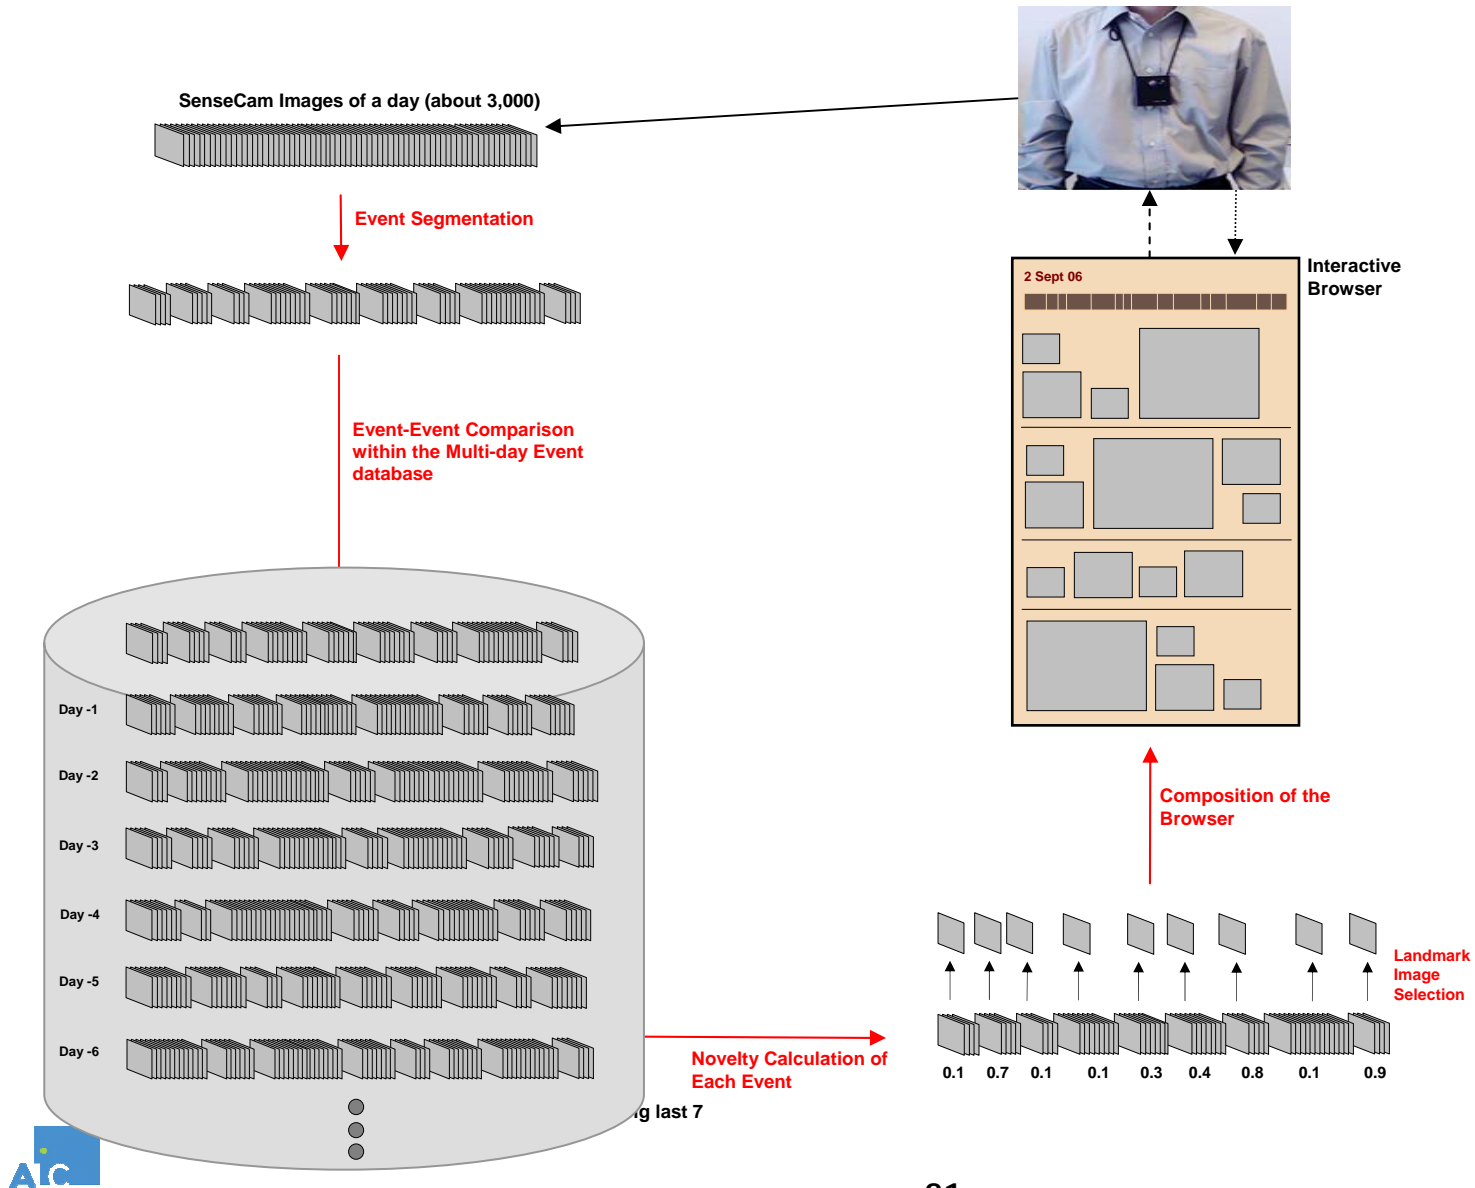 SenseCam Images of a day (about 3,000)
Event Segmentation
Event-Event Comparison
within the Multi-day Event
database
Day -1
Day -2
Day -3
Day -4
Day -5
Day -6
Novelty Calculation of
Each Event
last 7
0.1 0.7 0.1 0.1 0.3 0.4 0.8 0.1 0.9
Landmark
Image
Selection
Composition of the
Browser
2 Sept 06
Interactive
Browser
AIC